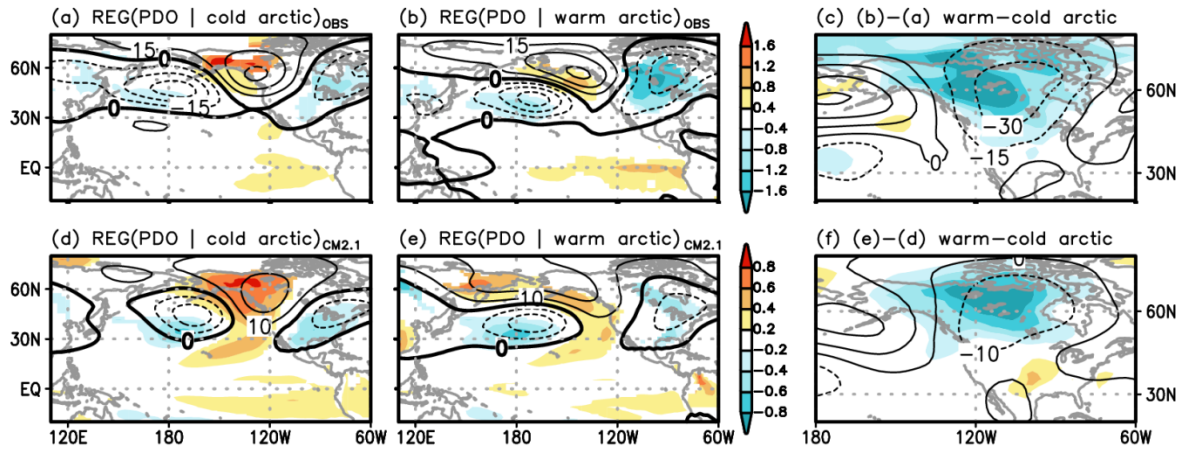 (a) REG(PDO | cold arctic)OBS
(b) REG(PDO | warm arctic)OBS
(c) (b)−(a) warm−cold arctic
60N
30N
EQ
15
0
−15
0
15
0
0
1.6
1.2
0.8
0.4
−0.4
−0.8
−1.2
−1.6
−30
−15
0
60N
30N
(d) REG(PDO | cold arctic)CM2.1
(e) REG(PDO | warm arctic)CM2.1
(f) (e)−(d) warm−cold arctic
60N
30N
EQ
10
0
10
0
0.8
0.6
0.4
0.2
−0.2
−0.4
−0.6
−0.8
0
−10
60N
30N
120E 180 120W 60W
120E 180 120W 60W
180 120W 60W